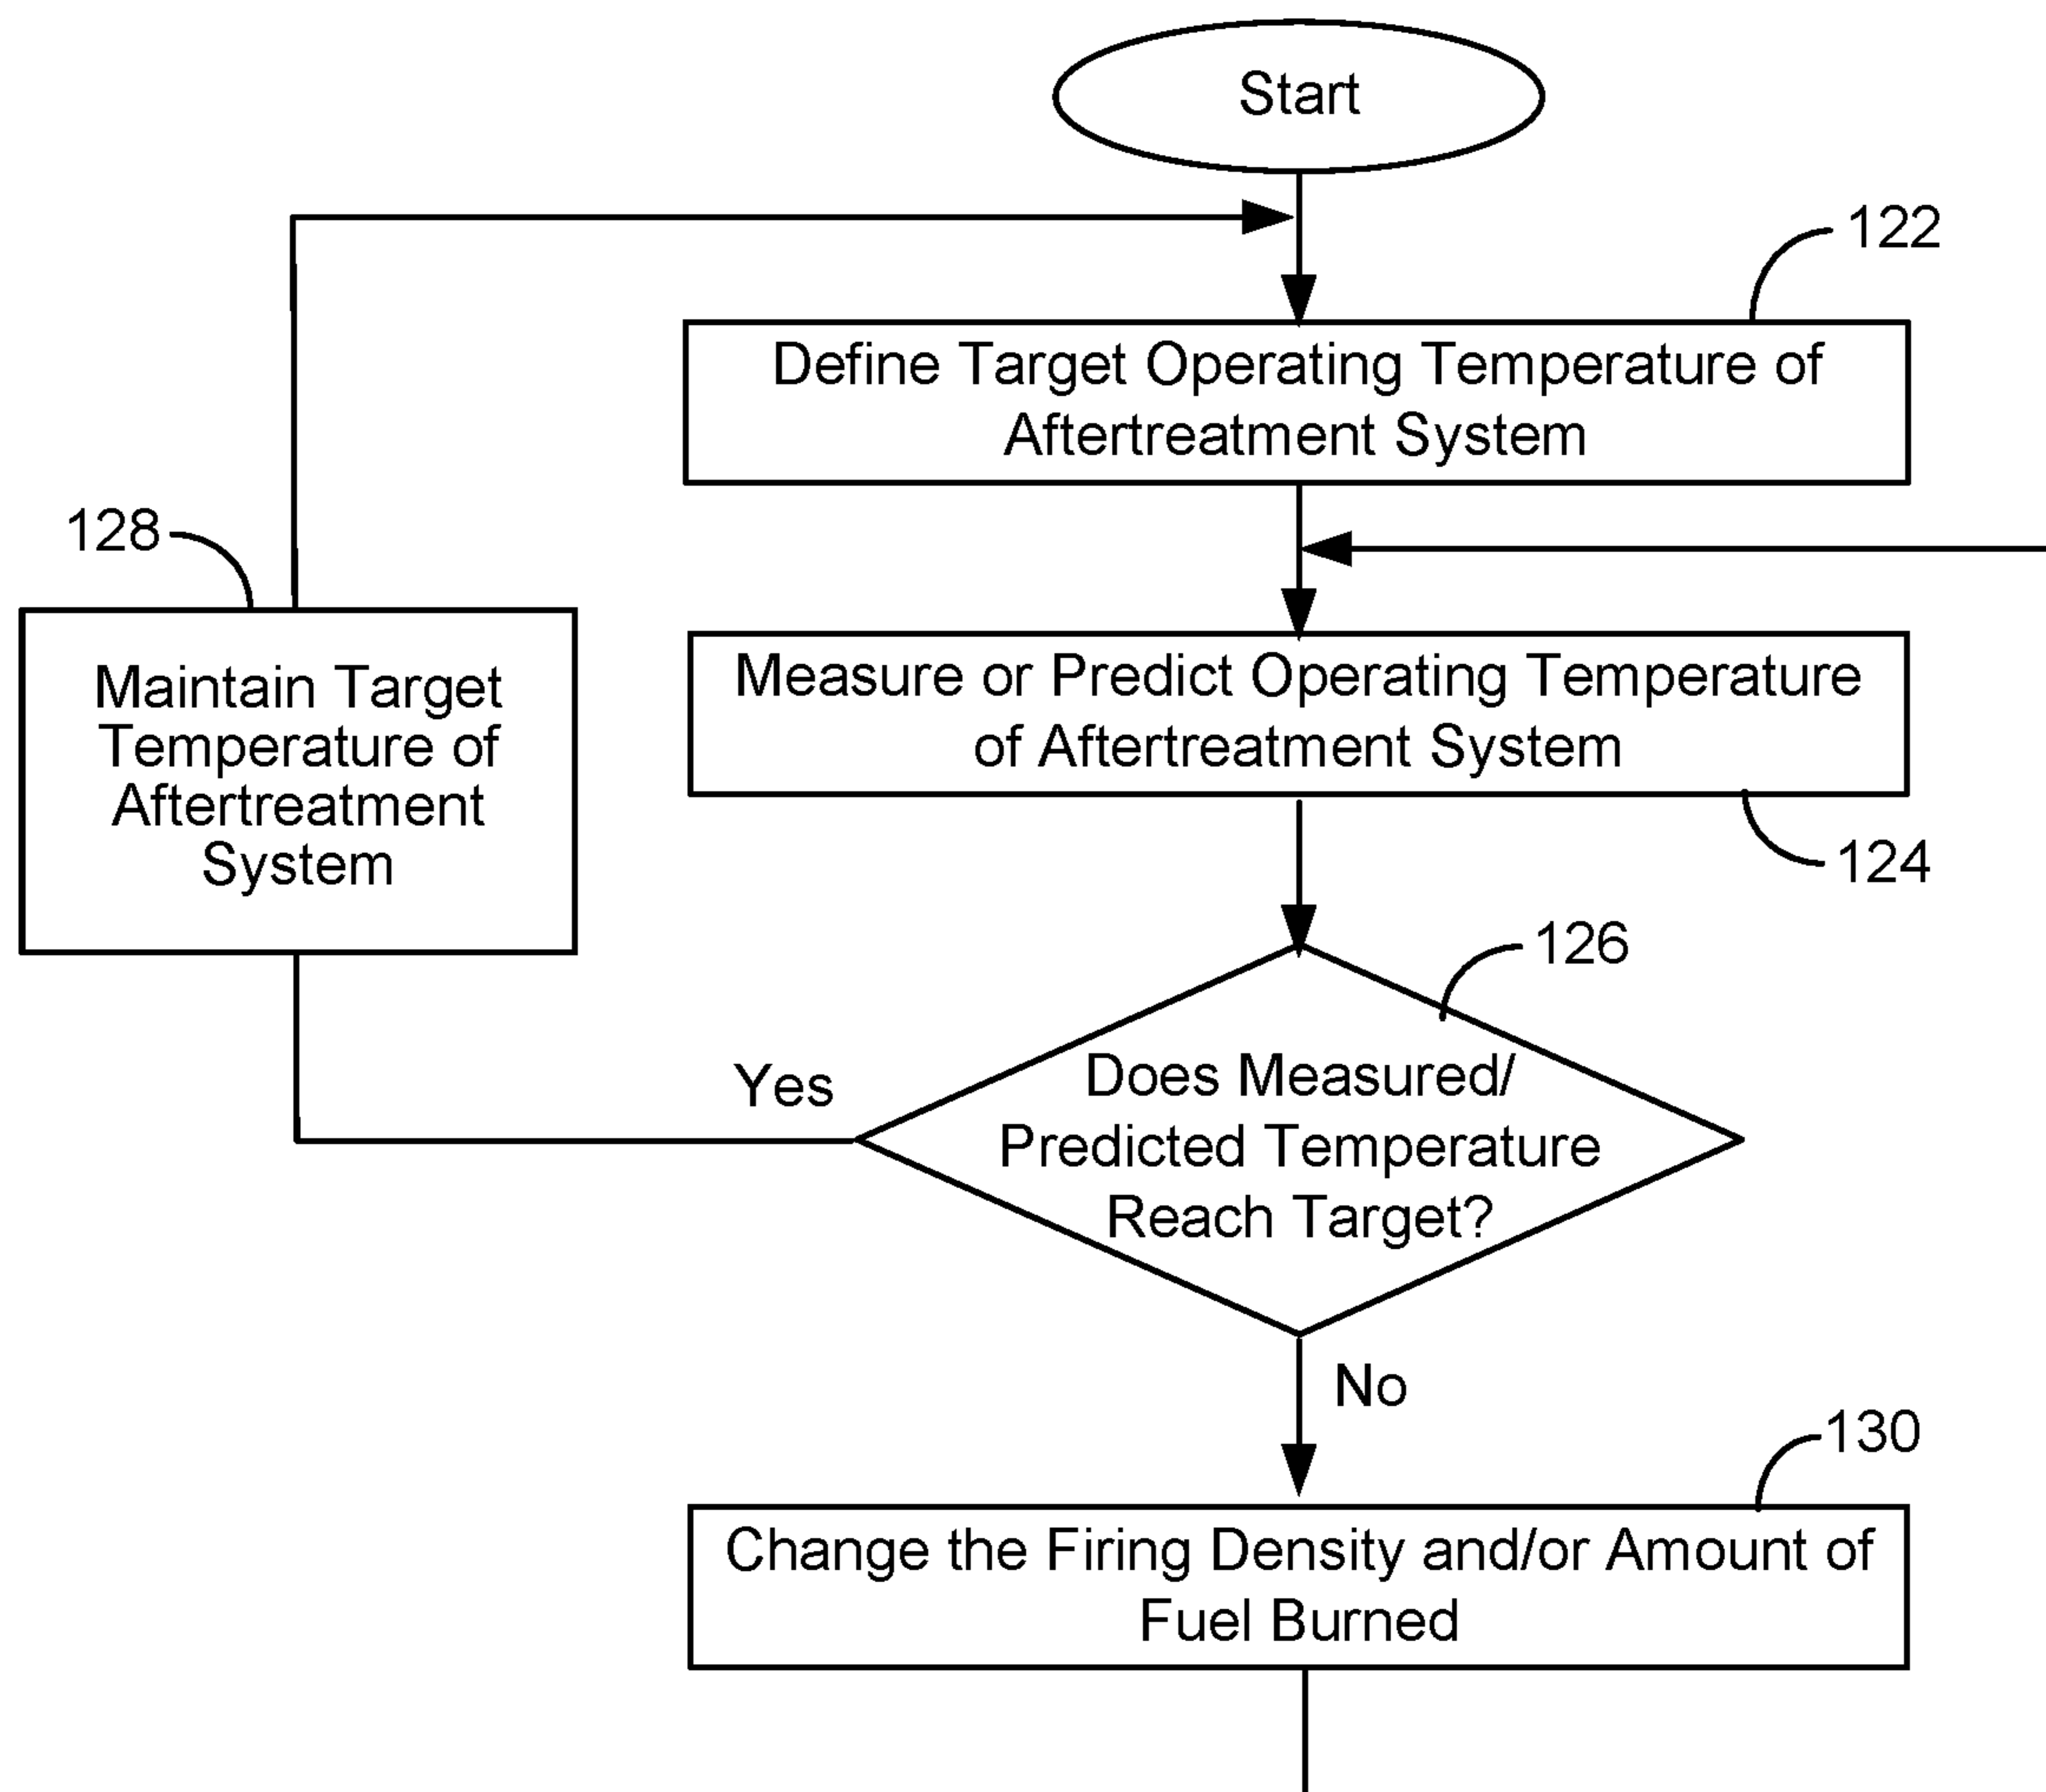 Start
122
Define Target Operating Temperature of
Aftertreatment System
128
Maintain Target
Temperature of
Aftertreatment
System
Measure or Predict Operating Temperature
of Aftertreatment System
124
126
Does Measured/
Predicted Temperature
Reach Target?
Yes
No
130
Change the Firing Density and/or Amount of
Fuel Burned